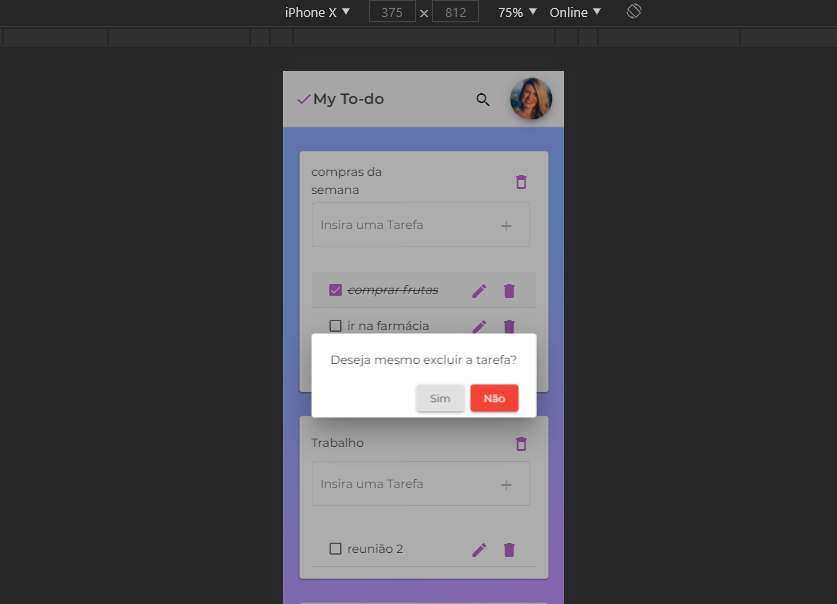 iPhone X ▼ 375 × 812 75% ▼ Online ▼
My To-do
compras da
semana
Insira uma Tarefa +
comprar frutas
ir na farmácia
Deseja mesmo excluir a tarefa?
Sim Não
Trabalho
Insira uma Tarefa +
reunião 2